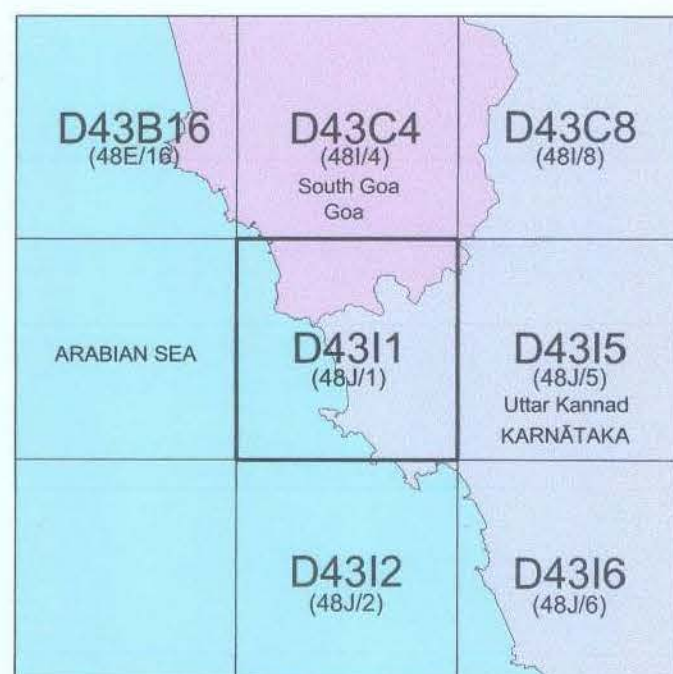 D43B16
(48E/16)
D43C4
(48I/4)
South Goa
Goa
D43C8
(48I/8)
ARABIAN SEA
D43I1
(48J/1)
D43I5
(48J/5)
Uttar Kannad
KARNĀTAKA
D43I2
(48J/2)
D43I6
(48J/6)